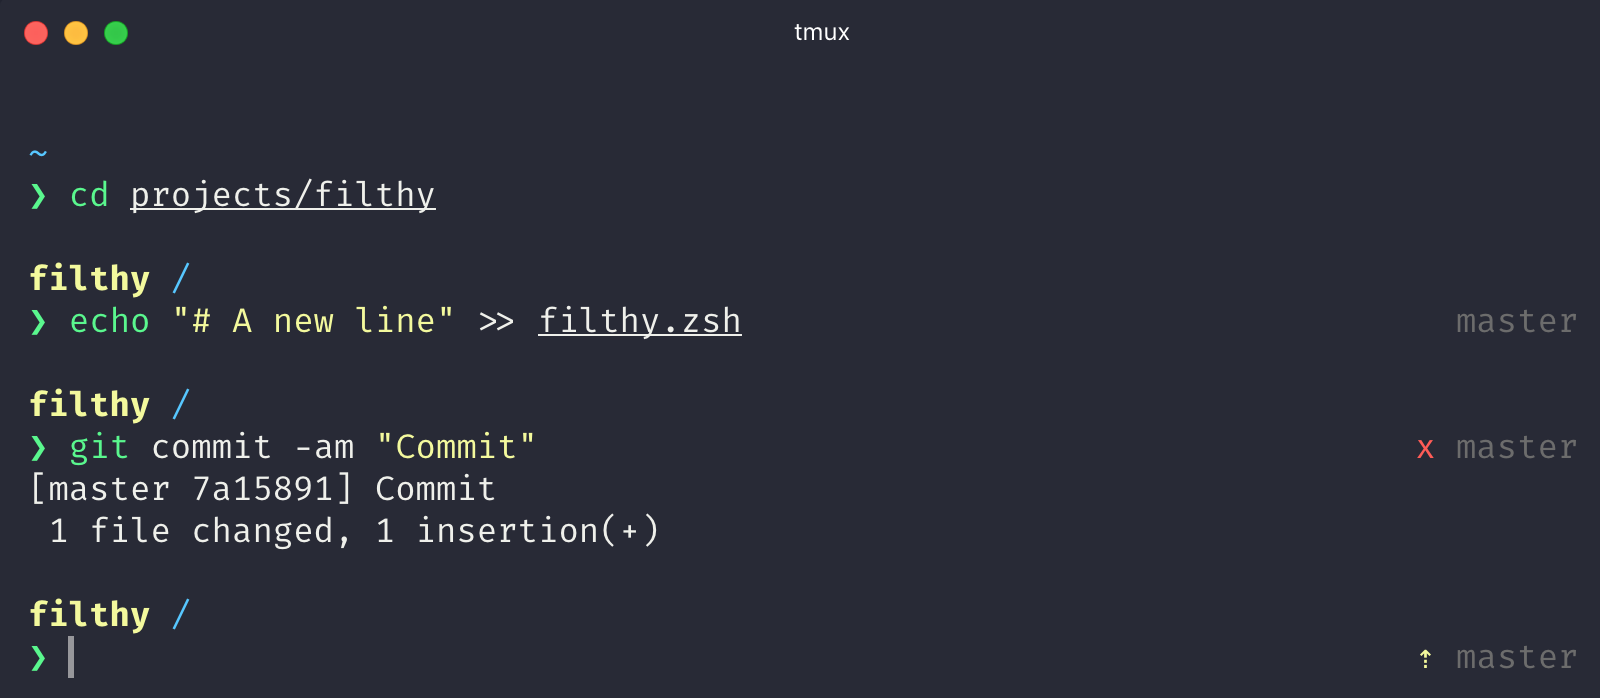 tmux
~
❯ cd projects/filthy
filthy /
❯ echo "# A new line" >> filthy.zsh master
filthy /
❯ git commit -am "Commit" x master
[master 7a15891] Commit
1 file changed, 1 insertion(+)
filthy /
❯ ⇡ master